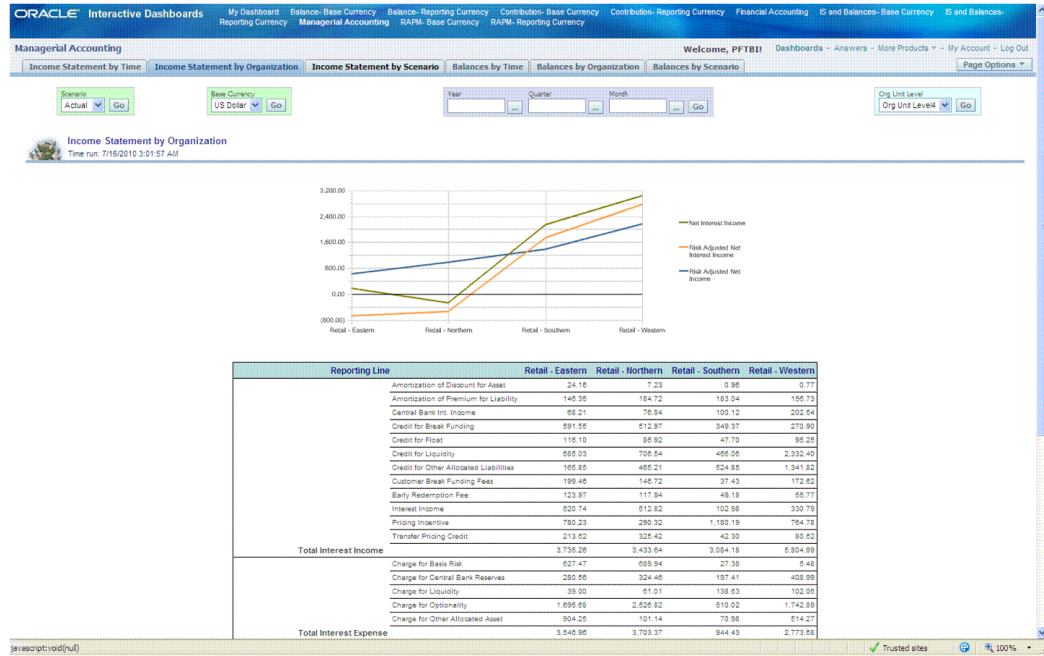 ORACLE Interactive Dashboards
My Dashboard Balance- Base Currency Balance- Reporting Currency Contribution- Base Currency Contribution- Reporting Currency Financial Accounting IS and Balances- Base Currency IS and Balances-
Reporting Currency Managerial Accounting RAPM- Base Currency RAPM- Reporting Currency
Managerial Accounting
Welcome, PFTBI! Dashboards - Answers - More Products - My Account - Log Out
Income Statement by Time Income Statement by Organization Income Statement by Scenario Balances by Time Balances by Organization Balances by Scenario Page Options
Scenario Base Currency Year Quarter Month Org Unit Level
Actual Go US Dollar Go ... ... ... Go Org Unit Level4 Go
Income Statement by Organization
Time run: 7/16/2010 3:01:57 AM
3,200.00
2,400.00
1,600.00
800.00
0.00
(800.00)
Retail - Eastern Retail - Northern Retail - Southern Retail - Western
Net Interest Income
Risk Adjusted Net
Interest Income
Risk Adjusted Net
Income
Reporting Line Retail - Eastern Retail - Northern Retail - Southern Retail - Western
Amortization of Discount for Asset 24.16 7.23 0.96 0.77
Amortization of Premium for Liability 146.35 184.72 183.04 156.73
Central Bank Int. Income 68.21 76.84 100.12 202.54
Credit for Break Funding 591.55 512.97 349.37 270.90
Credit for Float 116.10 86.92 47.70 95.25
Credit for Liquidity 685.03 706.54 466.06 2,332.40
Credit for Other Allocated Liabilities 165.85 465.21 524.85 1,341.82
Customer Break Funding Fees 199.46 146.72 37.43 172.62
Early Redemption Fee 123.97 117.94 49.18 55.77
Interest Income 620.74 512.82 102.98 330.79
Pricing Incentive 780.23 290.32 1,180.19 764.78
Transfer Pricing Credit 213.62 325.42 42.30 80.62
Total Interest Income 3,735.26 3,433.64 3,084.18 5,804.99
Charge for Basis Risk 627.47 689.94 27.38 5.48
Charge for Central Bank Reserves 280.56 324.46 197.41 408.99
Charge for Liquidity 39.00 61.01 138.63 102.06
Charge for Optionality 1,695.68 2,526.82 510.02 1,742.89
Charge for Other Allocated Asset 904.25 101.14 70.98 514.27
Total Interest Expense 3,546.96 3,703.37 944.43 2,773.68
javascript:void(null) Trusted sites 100%